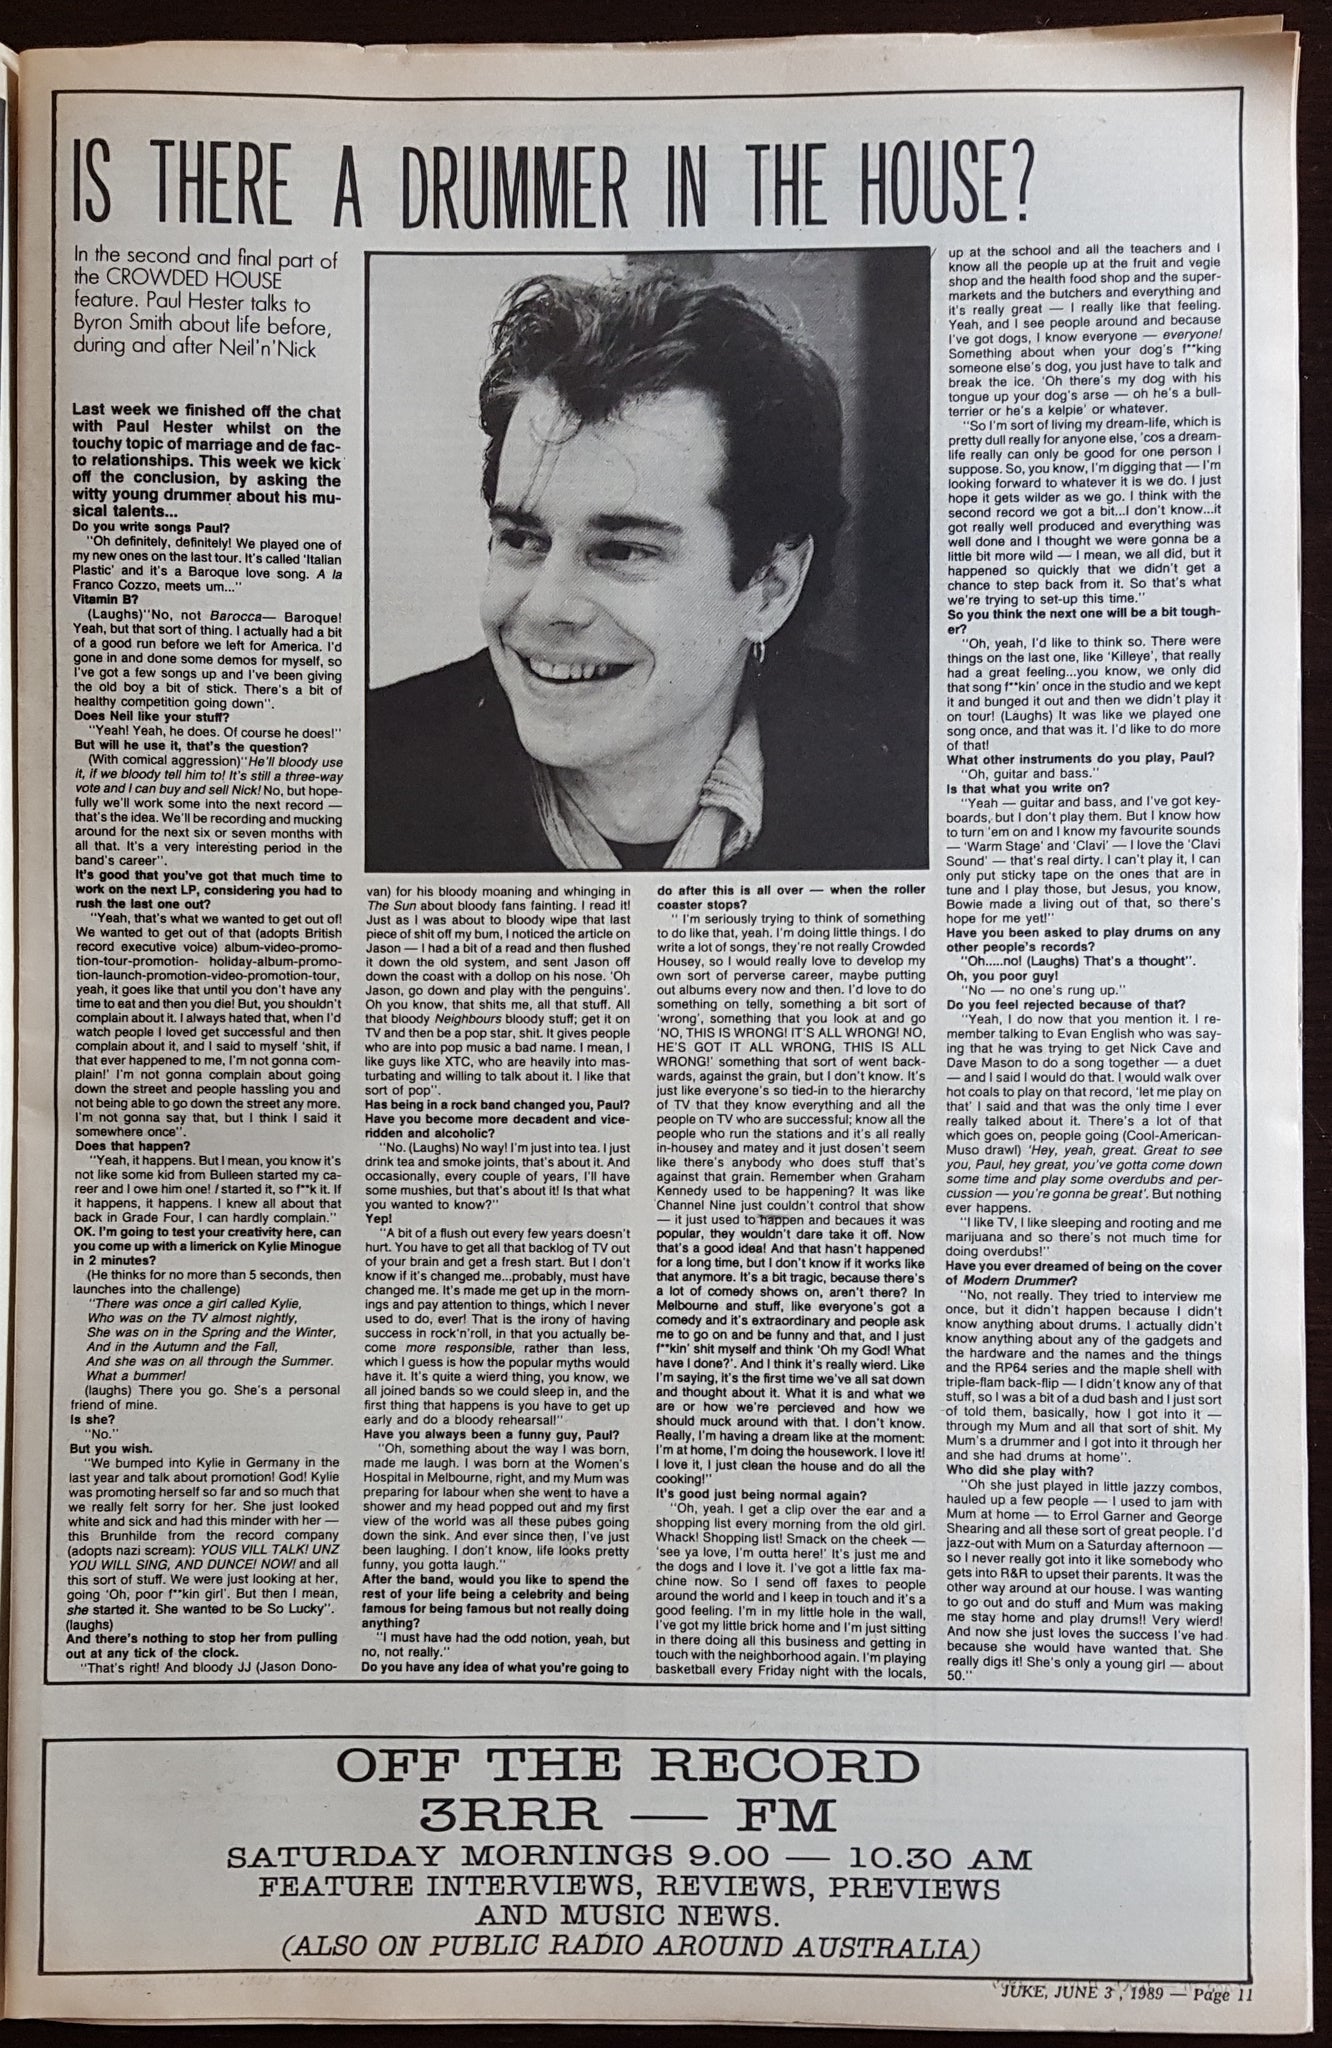 IS THERE A DRUMMER IN THE HOUSE?
In the second and final part of
the CROWDED HOUSE
feature. Paul Hester talks to
Byron Smith about life before,
during and after Neil'n'Nick
Last week we finished off the chat
with Paul Hester whilst on the
touchy topic of marriage and de fac-
to relationships. This week we kick
off the conclusion, by asking the
witty young drummer about his mu-
sical talents...
Do you write songs Paul?
"Oh definitely, definitely! We played one of
my new ones on the last tour. It's called 'Italian
Plastic' and it's a Baroque love song. A la
Franco Cozzo, meets um..."
Vitamin B?
(Laughs)"No, not Barocca— Baroque!
Yeah, but that sort of thing. I actually had a bit
of a good run before we left for America. I'd
gone in and done some demos for myself, so
I've got a few songs up and I've been giving
the old boy a bit of stick. There's a bit of
healthy competition going down".
Does Neil like your stuff?
"Yeah! Yeah, he does. Of course he does!"
But will he use it, that's the question?
(With comical aggression)"He'll bloody use
it, if we bloody tell him to! It's still a three-way
vote and I can buy and sell Nick! No, but hope-
fully we'll work some into the next record —
that's the idea. We'll be recording and mucking
around for the next six or seven months with
all that. It's a very interesting period in the
band's career".
It's good that you've got that much time to
work on the next LP, considering you had to
rush the last one out?
"Yeah, that's what we wanted to get out of!
We wanted to get out of that (adopts British
record executive voice) album-video-promo-
tion-tour-promotion- holiday-album-promo-
tion-launch-promotion-video-promotion-tour,
yeah, it goes like that until you don't have any
time to eat and then you die! But, you shouldn't
complain about it. I always hated that, when I'd
watch people I loved get successful and then
complain about it, and I said to myself 'shit, if
that ever happened to me, I'm not gonna com-
plain!' I'm not gonna complain about going
down the street and people hassling you and
not being able to go down the street any more.
I'm not gonna say that, but I think I said it
somewhere once".
Does that happen?
"Yeah, it happens. But I mean, you know it's
not like some kid from Bulleen started my ca-
reer and I owe him one! I started it, so f**k it. If
it happens, it happens. I knew all about that
back in Grade Four, I can hardly complain."
OK. I'm going to test your creativity here, can
you come up with a limerick on Kylie Minogue
in 2 minutes?
(He thinks for no more than 5 seconds, then
launches into the challenge)
"There was once a girl called Kylie,
Who was on the TV almost nightly,
She was on in the Spring and the Winter,
And in the Autumn and the Fall,
And she was on all through the Summer.
What a bummer!
(laughs) There you go. She's a personal
friend of mine.
Is she?
"No."
But you wish.
"We bumped into Kylie in Germany in the
last year and talk about promotion! God! Kylie
was promoting herself so far and so much that
we really felt sorry for her. She just looked
white and sick and had this minder with her —
this Brunhilde from the record company
(adopts nazi scream): YOUS VILL TALK! UNZ
YOU WILL SING, AND DUNCE! NOW! and all
this sort of stuff. We were just looking at her,
going 'Oh, poor f**kin girl'. But then I mean,
she started it. She wanted to be So Lucky".
(laughs)
And there's nothing to stop her from pulling
out at any tick of the clock.
"That's right! And bloody JJ (Jason Dono-
van) for his bloody moaning and whinging in
The Sun about bloody fans fainting. I read it!
Just as I was about to bloody wipe that last
piece of shit off my bum, I noticed the article on
Jason — I had a bit of a read and then flushed
it down the old system, and sent Jason off
down the coast with a dollop on his nose. 'Oh
Jason, go down and play with the penguins'.
Oh you know, that shits me, all that stuff. All
that bloody Neighbours bloody stuff; get it on
TV and then be a pop star, shit. It gives people
who are into pop music a bad name. I mean, I
like guys like XTC, who are heavily into mas-
turbating and willing to talk about it. I like that
sort of pop".
Has being in a rock band changed you, Paul?
Have you become more decadent and vice-
ridden and alcoholic?
"No. (Laughs) No way! I'm just into tea. I just
drink tea and smoke joints, that's about it. And
occasionally, every couple of years, I'll have
some mushies, but that's about it! Is that what
you wanted to know?"
Yep!
"A bit of a flush out every few years doesn't
hurt. You have to get all that backlog of TV out
of your brain and get a fresh start. But I don't
know if it's changed me...probably, must have
changed me. It's made me get up in the morn-
ings and pay attention to things, which I never
used to do, ever! That is the irony of having
success in rock'n'roll, in that you actually be-
come more responsible, rather than less,
which I guess is how the popular myths would
have it. It's quite a wierd thing, you know, we
all joined bands so we could sleep in, and the
first thing that happens is you have to get up
early and do a bloody rehearsal!"
Have you always been a funny guy, Paul?
"Oh, something about the way I was born,
made me laugh. I was born at the Women's
Hospital in Melbourne, right, and my Mum was
preparing for labour when she went to have a
shower and my head popped out and my first
view of the world was all these pubes going
down the sink. And ever since then, I've just
been laughing. I don't know, life looks pretty
funny, you gotta laugh."
After the band, would you like to spend the
rest of your life being a celebrity and being
famous for being famous but not really doing
anything?
"I must have had the odd notion, yeah, but
no, not really."
Do you have any idea of what you're going to
do after this is all over — when the roller
coaster stops?
" I'm seriously trying to think of something
to do like that, yeah. I'm doing little things. I do
write a lot of songs, they're not really Crowded
Housey, so I would really love to develop my
own sort of perverse career, maybe putting
out albums every now and then. I'd love to do
something on telly, something a bit sort of
'wrong', something that you look at and go
'NO, THIS IS WRONG! IT'S ALL WRONG! NO,
HE'S GOT IT ALL WRONG, THIS IS ALL
WRONG!' something that sort of went back-
wards, against the grain, but I don't know. It's
just like everyone's so tied-in to the hierarchy
of TV that they know everything and all the
people on TV who are successful; know all the
people who run the stations and it's all really
in-housey and matey and it just dosen't seem
like there's anybody who does stuff that's
against that grain. Remember when Graham
Kennedy used to be happening? It was like
Channel Nine just couldn't control that show
— it just used to happen and becaues it was
popular, they wouldn't dare take it off. Now
that's a good idea! And that hasn't happened
for a long time, but I don't know if it works like
that anymore. It's a bit tragic, because there's
a lot of comedy shows on, aren't there? In
Melbourne and stuff, like everyone's got a
comedy and it's extraordinary and people ask
me to go on and be funny and that, and I just
f**kin' shit myself and think 'Oh my God! What
have I done?'. And I think it's really wierd. Like
I'm saying, it's the first time we've all sat down
and thought about it. What it is and what we
are or how we're percieved and how we
should muck around with that. I don't know.
Really, I'm having a dream like at the moment:
I'm at home, I'm doing the housework. I love it!
I love it, I just clean the house and do all the
cooking!"
It's good just being normal again?
"Oh, yeah. I get a clip over the ear and a
shopping list every morning from the old girl.
Whack! Shopping list! Smack on the cheek —
'see ya love, I'm outta here!' It's just me and
the dogs and I love it. I've got a little fax ma-
chine now. So I send off faxes to people
around the world and I keep in touch and it's a
good feeling. I'm in my little hole in the wall,
I've got my little brick home and I'm just sitting
in there doing all this business and getting in
touch with the neighborhood again. I'm playing
basketball every Friday night with the locals,
up at the school and all the teachers and I
know all the people up at the fruit and vegie
shop and the health food shop and the super-
markets and the butchers and everything and
it's really great — I really like that feeling.
Yeah, and I see people around and because
I've got dogs, I know everyone — everyone!
Something about when your dog's f**king
someone else's dog, you just have to talk and
break the ice. 'Oh there's my dog with his
tongue up your dog's arse — oh he's a bull-
terrier or he's a kelpie' or whatever.
"So I'm sort of living my dream-life, which is
pretty dull really for anyone else, 'cos a dream-
life really can only be good for one person I
suppose. So, you know, I'm digging that — I'm
looking forward to whatever it is we do. I just
hope it gets wilder as we go. I think with the
second record we got a bit...I don't know...it
got really well produced and everything was
well done and I thought we were gonna be a
little bit more wild — I mean, we all did, but it
happened so quickly that we didn't get a
chance to step back from it. So that's what
we're trying to set-up this time."
So you think the next one will be a bit tough-
er?
"Oh, yeah, I'd like to think so. There were
things on the last one, like 'Killeye', that really
had a great feeling...you know, we only did
that song f**kin' once in the studio and we kept
it and bunged it out and then we didn't play it
on tour! (Laughs) It was like we played one
song once, and that was it. I'd like to do more
of that!
What other instruments do you play, Paul?
"Oh, guitar and bass."
Is that what you write on?
"Yeah — guitar and bass, and I've got key-
boards, but I don't play them. But I know how
to turn 'em on and I know my favourite sounds
— 'Warm Stage' and 'Clavi' — I love the 'Clavi
Sound' — that's real dirty. I can't play it, I can
only put sticky tape on the ones that are in
tune and I play those, but Jesus, you know,
Bowie made a living out of that, so there's
hope for me yet!"
Have you been asked to play drums on any
other people's records?
"Oh.....no! (Laughs) That's a thought".
Oh, you poor guy!
"No — no one's rung up."
Do you feel rejected because of that?
"Yeah, I do now that you mention it. I re-
member talking to Evan English who was say-
ing that he was trying to get Nick Cave and
Dave Mason to do a song together — a duet
— and I said I would do that. I would walk over
hot coals to play on that record, 'let me play on
that' I said and that was the only time I ever
really talked about it. There's a lot of that
which goes on, people going (Cool-American-
Muso drawl) 'Hey, yeah, great. Great to see
you, Paul, hey great, you've gotta come down
some time and play some overdubs and per-
cussion — you're gonna be great'. But nothing
ever happens.
"I like TV, I like sleeping and rooting and me
marijuana and so there's not much time for
doing overdubs!"
Have you ever dreamed of being on the cover
of Modern Drummer?
"No, not really. They tried to interview me
once, but it didn't happen because I didn't
know anything about drums. I actually didn't
know anything about any of the gadgets and
the hardware and the names and the things
and the RP64 series and the maple shell with
triple-flam back-flip — I didn't know any of that
stuff, so I was a bit of a dud bash and I just sort
of told them, basically, how I got into it —
through my Mum and all that sort of shit. My
Mum's a drummer and I got into it through her
and she had drums at home".
Who did she play with?
"Oh she just played in little jazzy combos,
hauled up a few people — I used to jam with
Mum at home — to Errol Garner and George
Shearing and all these sort of great people. I'd
jazz-out with Mum on a Saturday afternoon —
so I never really got into it like somebody who
gets into R&R to upset their parents. It was the
other way around at our house. I was wanting
to go out and do stuff and Mum was making
me stay home and play drums!! Very wierd!
And now she just loves the success I've had
because she would have wanted that. She
really digs it! She's only a young girl — about
50."
OFF THE RECORD
3RRR — FM
SATURDAY MORNINGS 9.00 — 10.30 AM
FEATURE INTERVIEWS, REVIEWS, PREVIEWS
AND MUSIC NEWS.
(ALSO ON PUBLIC RADIO AROUND AUSTRALIA)
JUKE, JUNE 3, 1989 — Page 11